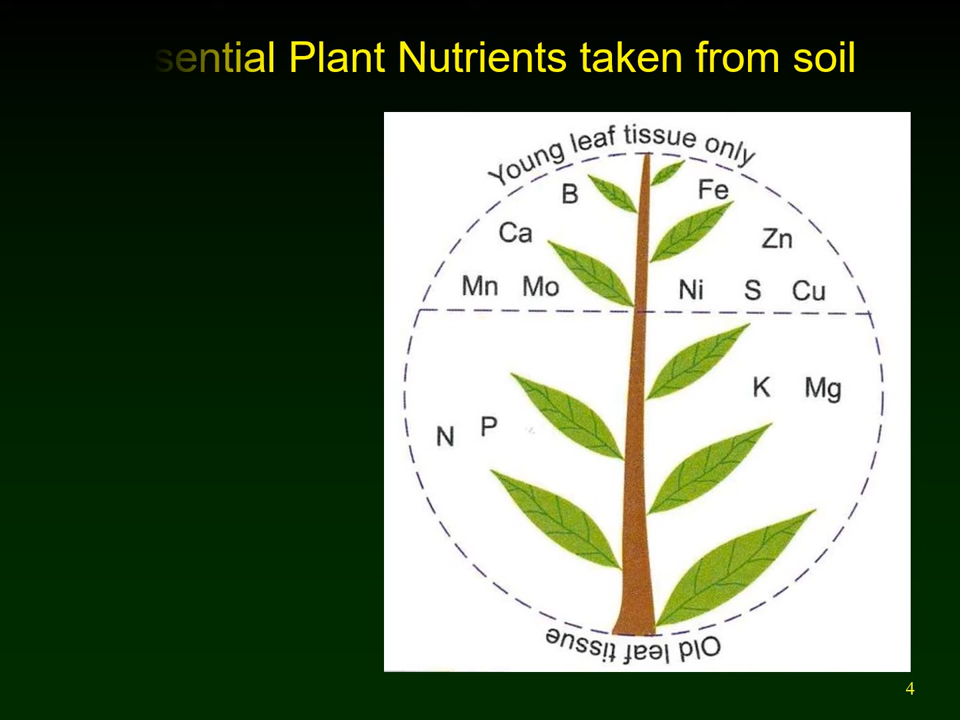 sential Plant Nutrients taken from soil
Young leaf tissue only
B Fe
Ca Zn
Mn Mo Ni S Cu
K Mg
N P
Old leaf tissue
4